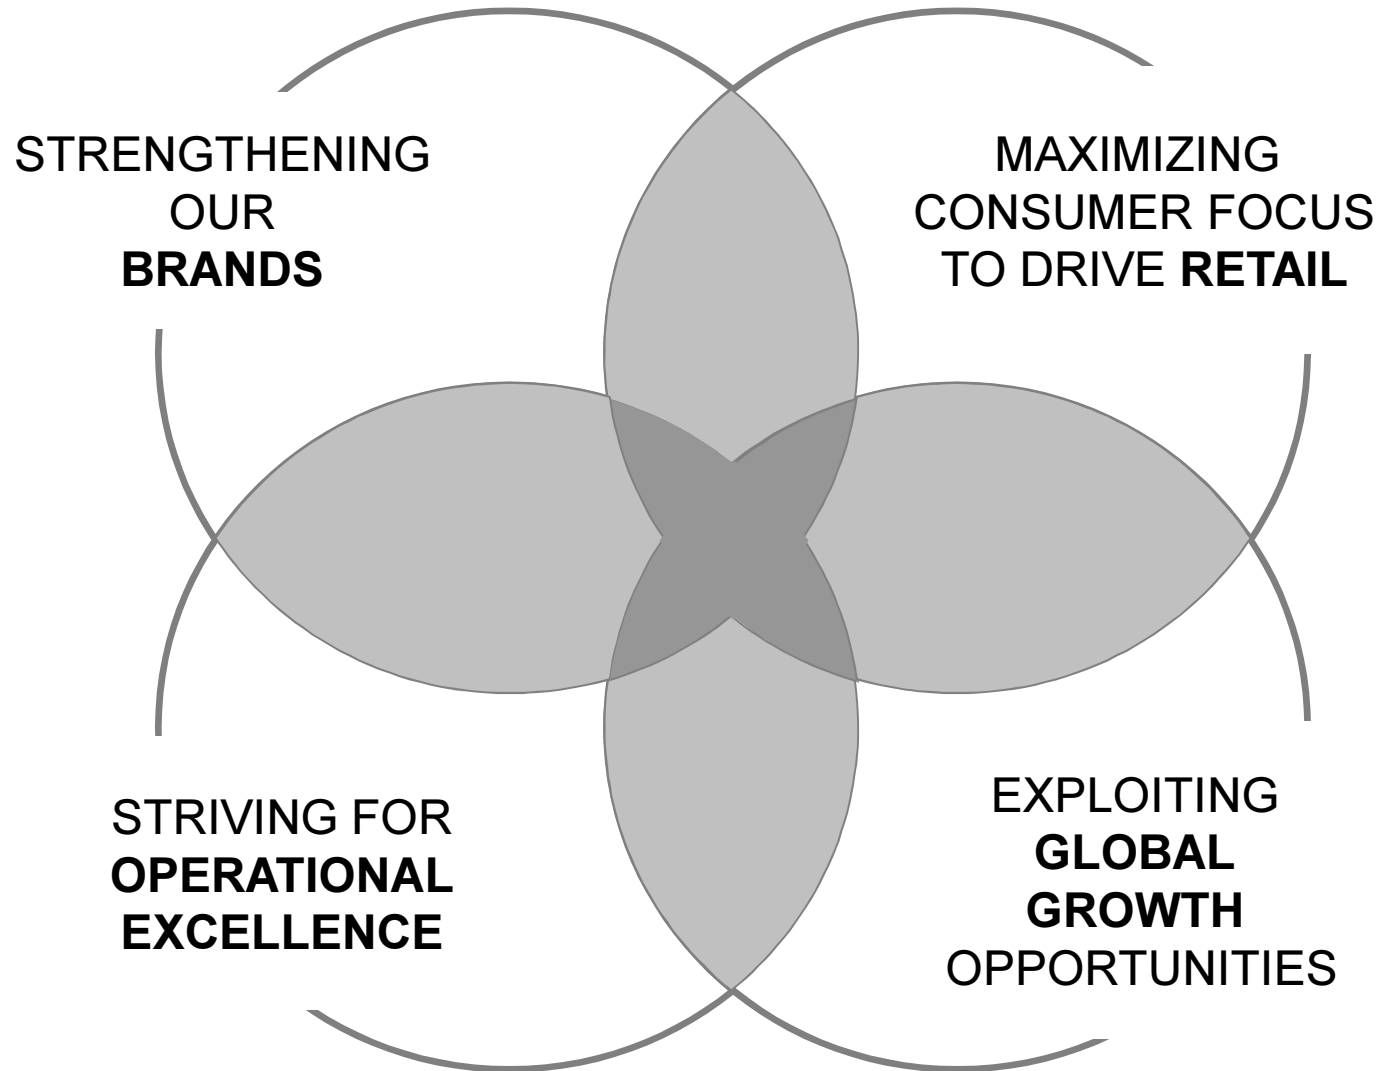 STRENGTHENING
OUR
BRANDS
MAXIMIZING
CONSUMER FOCUS
TO DRIVE RETAIL
STRIVING FOR
OPERATIONAL
EXCELLENCE
EXPLOITING
GLOBAL
GROWTH
OPPORTUNITIES